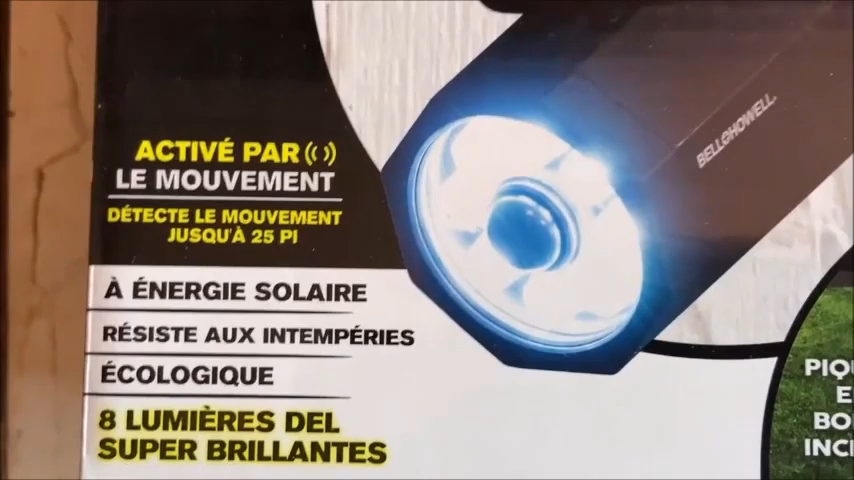 ACTIVÉ PAR
LE MOUVEMENT
DÉTECTE LE MOUVEMENT
JUSQU'À 25 PI
À ÉNERGIE SOLAIRE
RÉSISTE AUX INTEMPÉRIES
ÉCOLOGIQUE
8 LUMIÈRES DEL
SUPER BRILLANTES
BELL+HOWELL